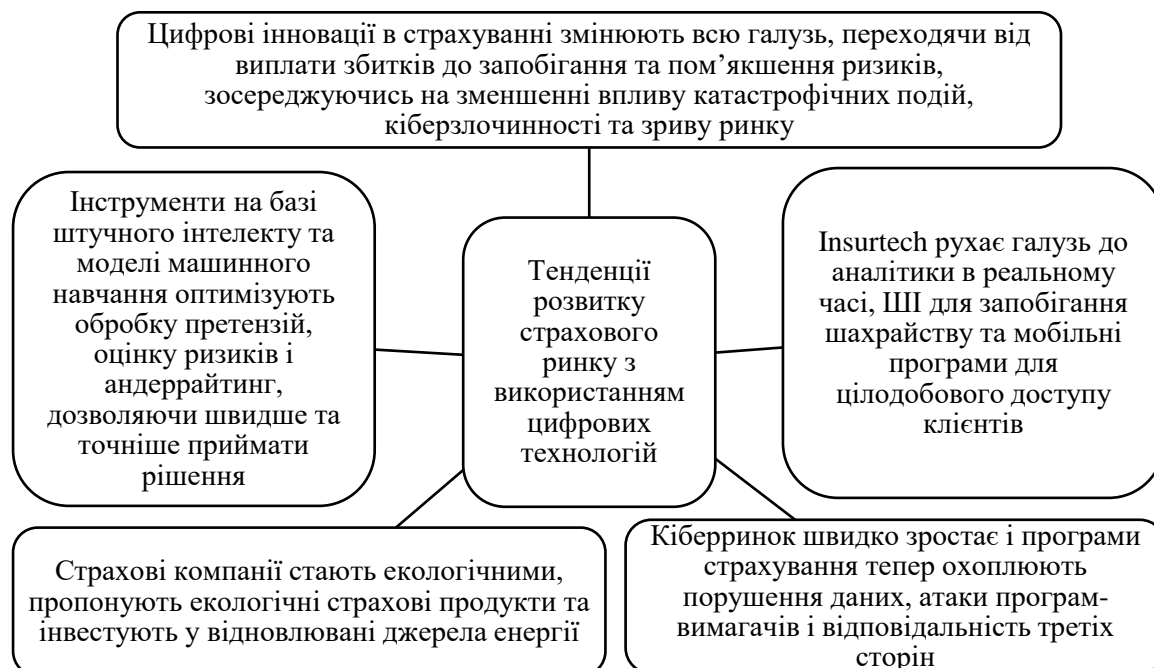 Цифрові інновації в страхуванні змінюють всю галузь, переходячи від
виплати збитків до запобігання та пом’якшення ризиків,
зосереджуючись на зменшенні впливу катастрофічних подій,
кіберзлочинності та зриву ринку
Інструменти на базі
штучного інтелекту та
моделі машинного
навчання оптимізують
обробку претензій,
оцінку ризиків і
андеррайтинг,
дозволяючи швидше та
точніше приймати
рішення
Тенденції
розвитку
страхового
ринку з
використанням
цифрових
технологій
Insurtech рухає галузь до
аналітики в реальному
часі, ШІ для запобігання
шахрайству та мобільні
програми для
цілодобового доступу
клієнтів
Страхові компанії стають екологічними,
пропонують екологічні страхові продукти та
інвестують у відновлювані джерела енергії
Кіберринок швидко зростає і програми
страхування тепер охоплюють
порушення даних, атаки програм-
вимагачів і відповідальність третіх
сторін